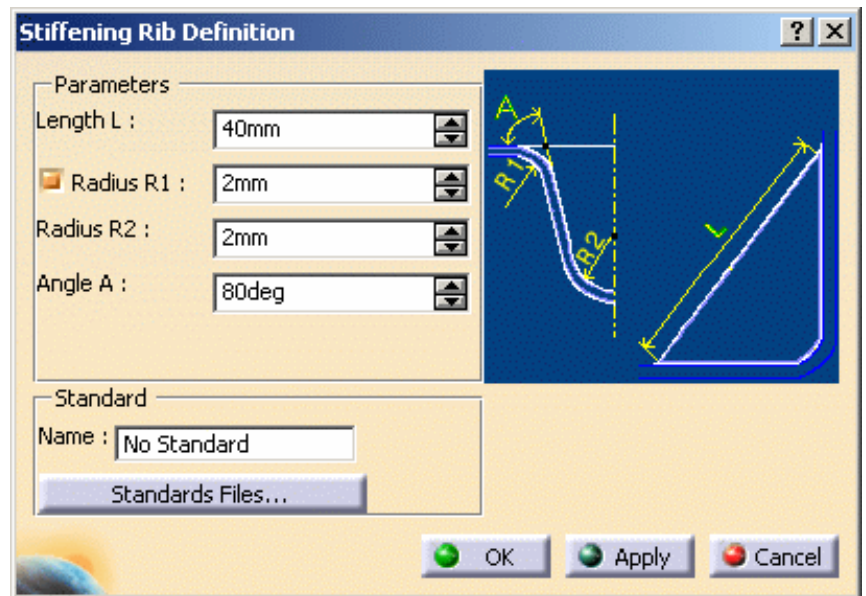 Stiffening Rib Definition
Parameters
Length L : 40mm
Radius R1 : 2mm
Radius R2 : 2mm
Angle A : 80deg
A
R1
R2
L
Standard
Name : No Standard
Standards Files...
OK Apply Cancel